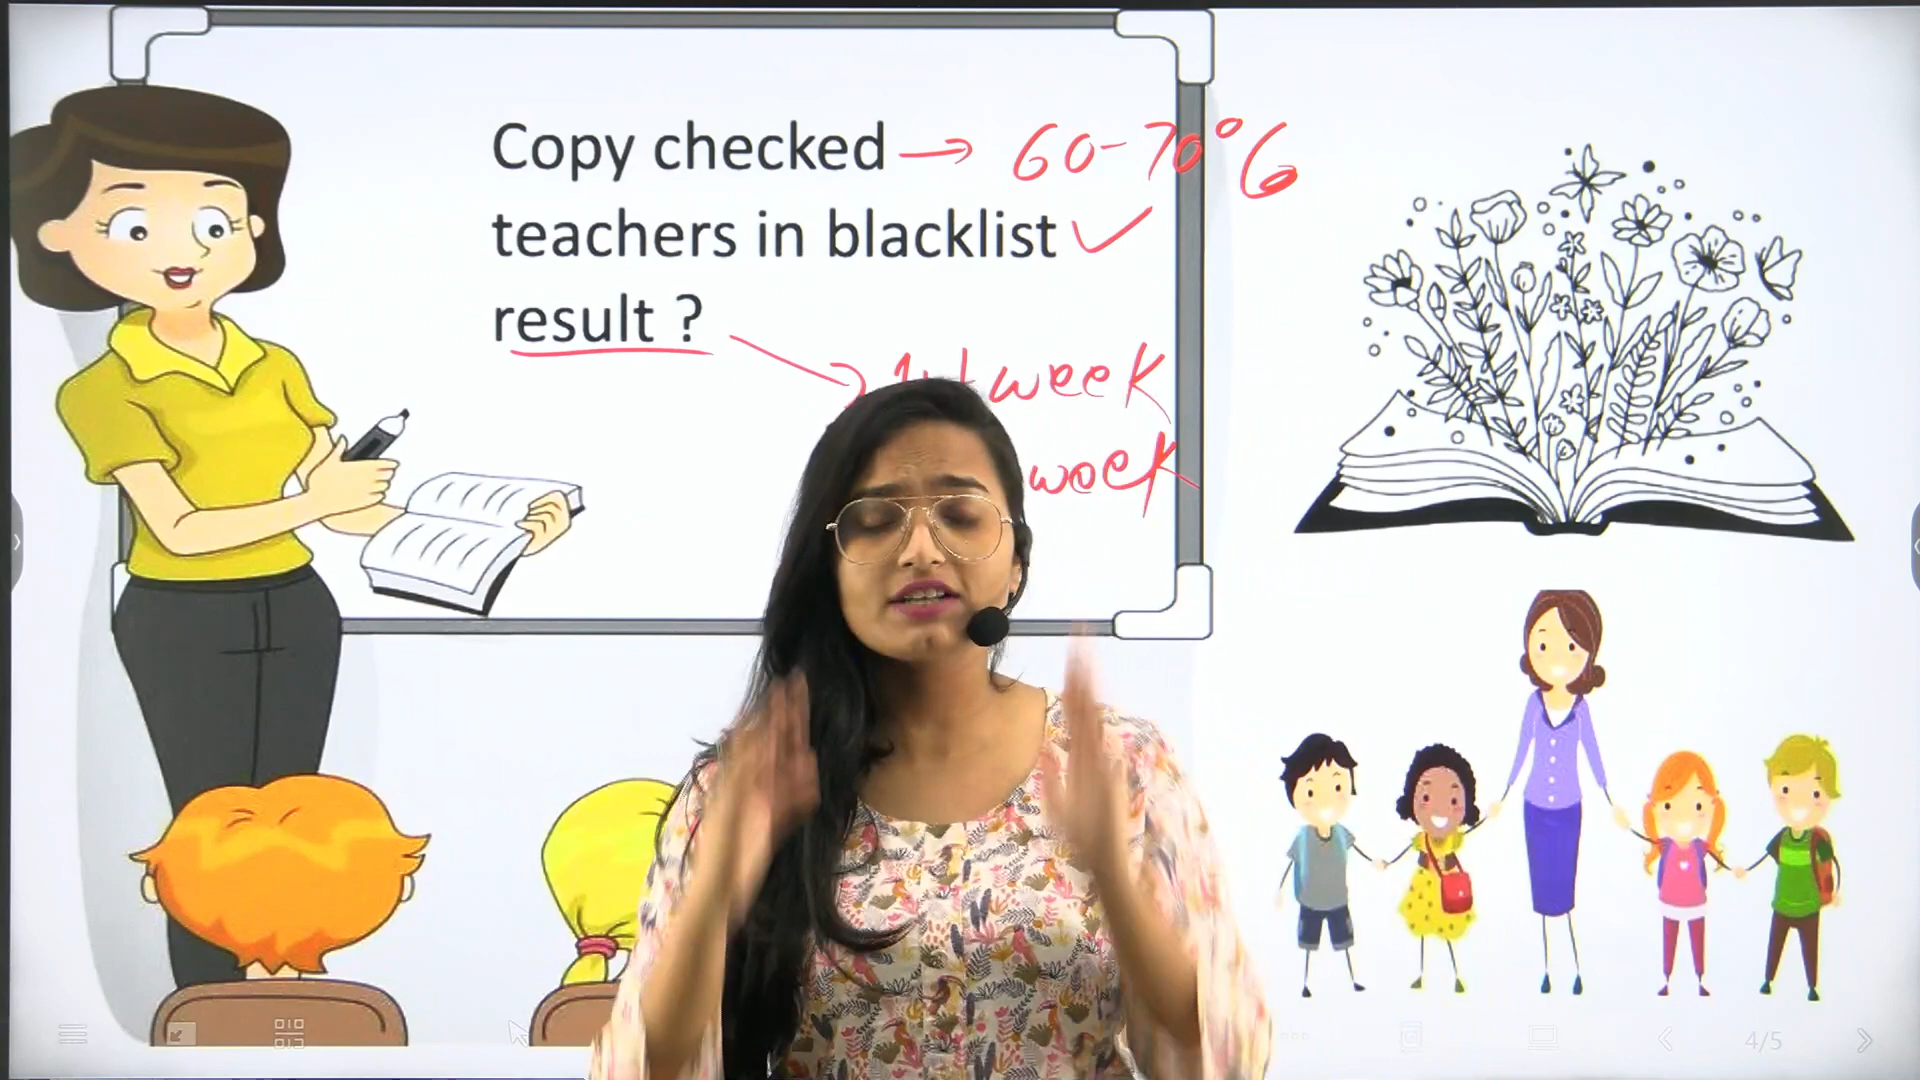 Copy checked → 60-70%
teachers in blacklist ✓
result ?
week
week
4/5